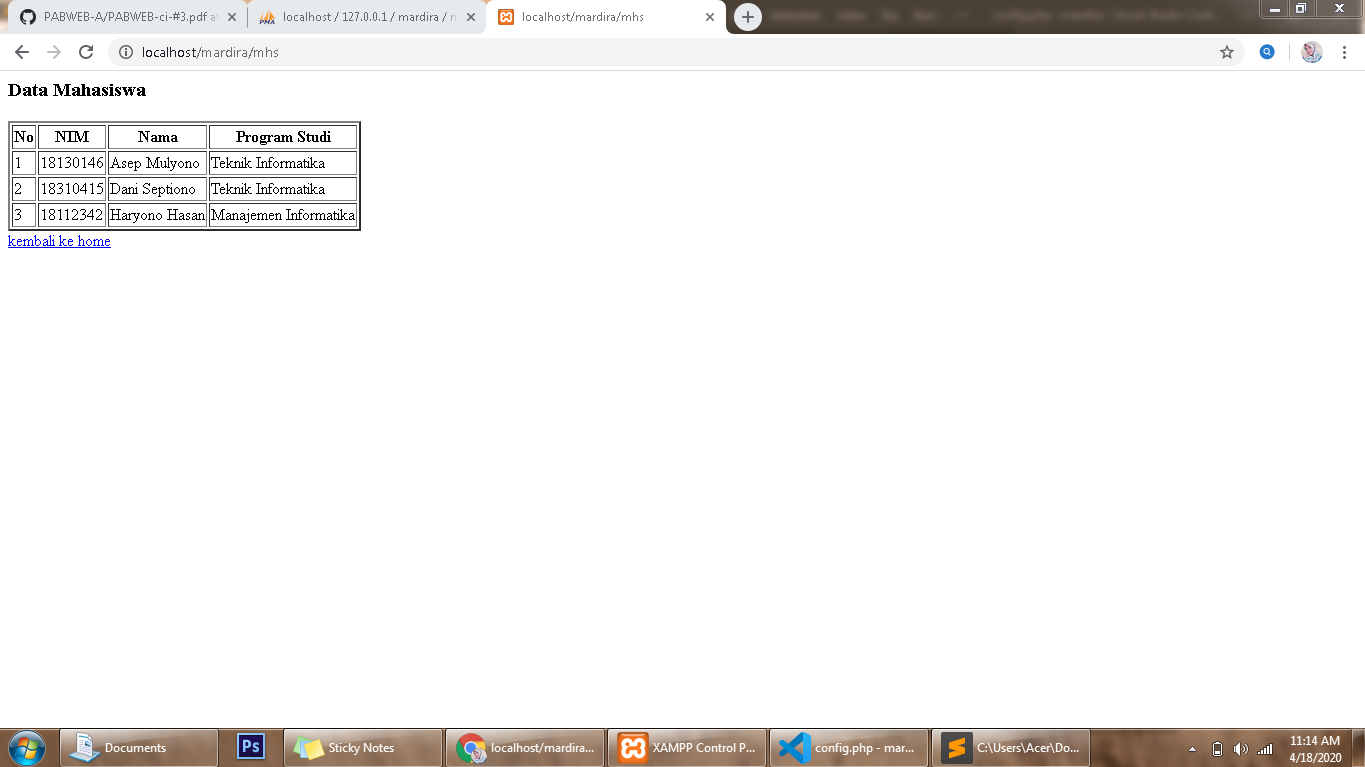 PABWEB-A/PABWEB-ci-#3.pdf at
localhost / 127.0.0.1 / mardira / m
localhost/mardira/mhs
localhost/mardira/mhs
Data Mahasiswa
No NIM Nama Program Studi
1 18130146 Asep Mulyono Teknik Informatika
2 18310415 Dani Septiono Teknik Informatika
3 18112342 Haryono Hasan Manajemen Informatika
kembali ke home
Documents
Ps
Sticky Notes
localhost/mardira...
XAMPP Control P...
config.php - mar...
C:\Users\Acer\Do...
11:14 AM
4/18/2020